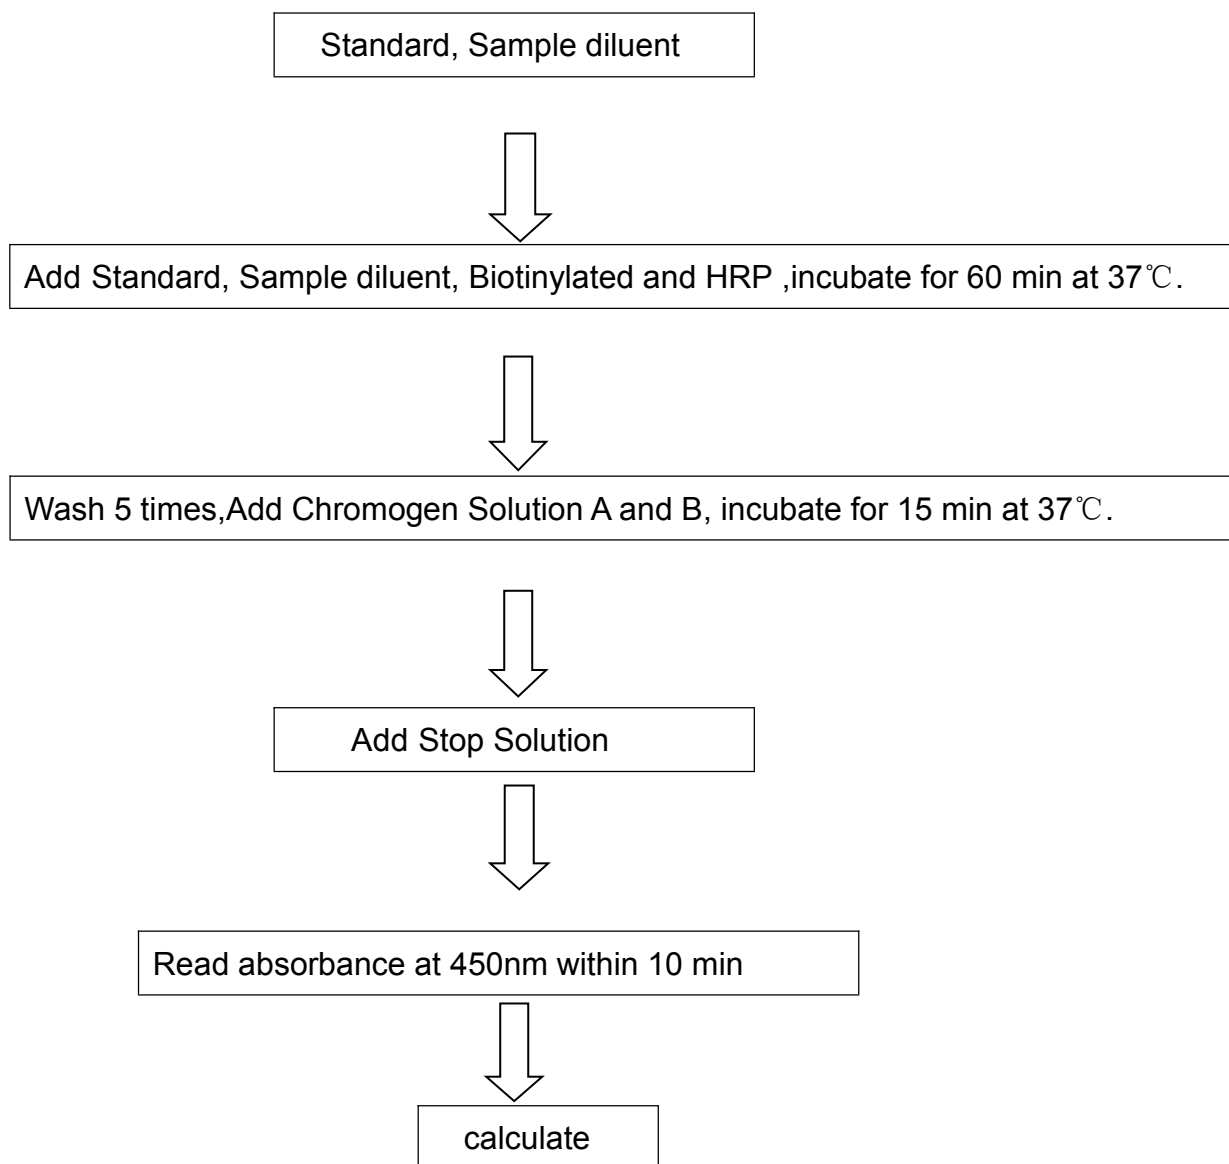 Standard, Sample diluent
Add Standard, Sample diluent, Biotinylated and HRP ,incubate for 60 min at 37℃.
Wash 5 times,Add Chromogen Solution A and B, incubate for 15 min at 37℃.
Add Stop Solution
Read absorbance at 450nm within 10 min
calculate